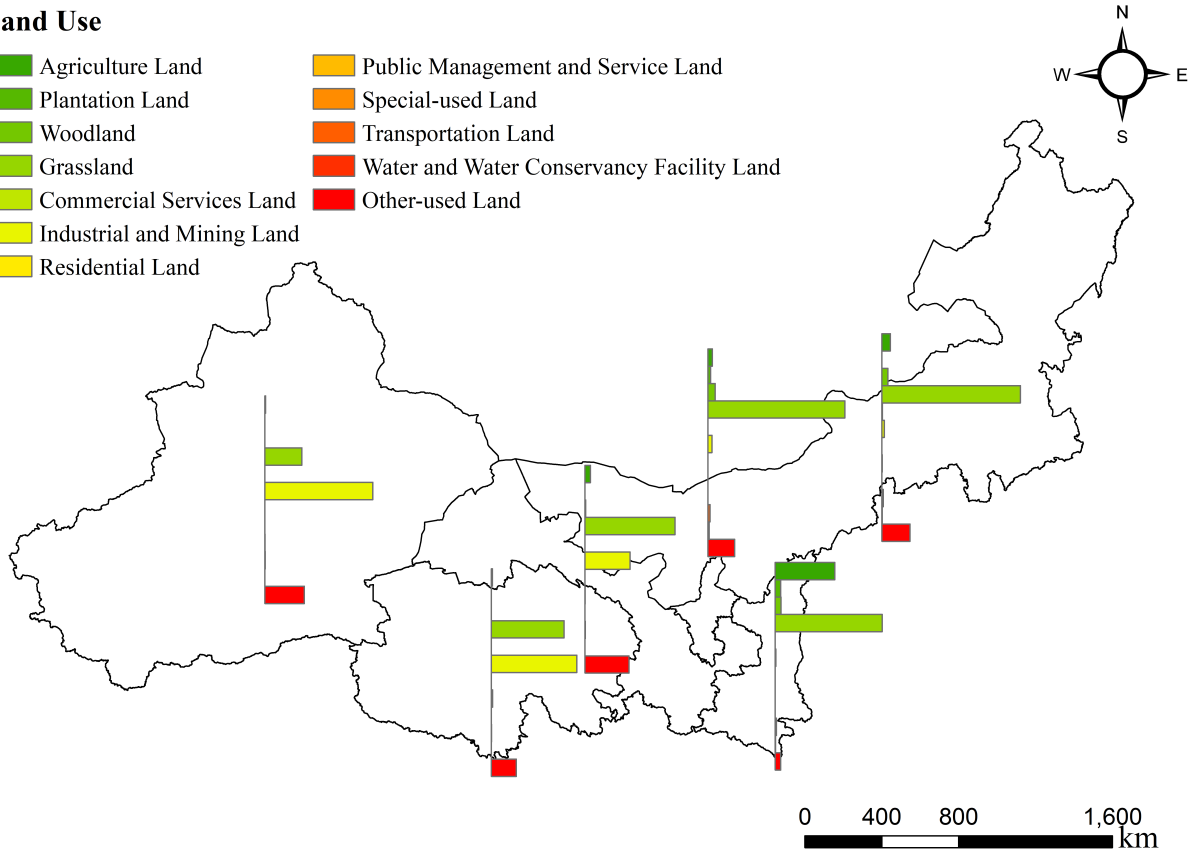 and Use
Agriculture Land
Plantation Land
Woodland
Grassland
Commercial Services Land
Industrial and Mining Land
Residential Land
Public Management and Service Land
Special-used Land
Transportation Land
Water and Water Conservancy Facility Land
Other-used Land
N
W E
S
0 400 800 1,600
km